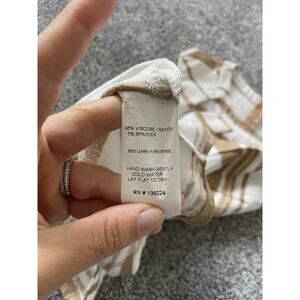 95% VISCOSE / RAYON
5% SPANDEX
SEE CARE IN REVERSE
HAND WASH GENTLY
COLD WATER
LAY FLAT TO DRY
RN # 139224